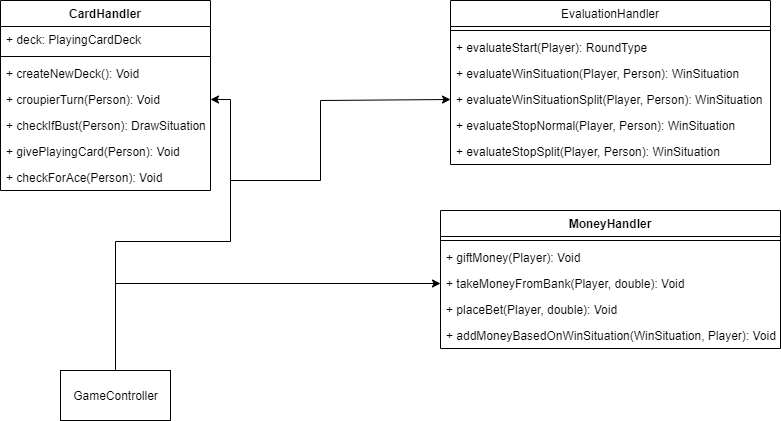 CardHandler
+ deck: PlayingCardDeck
+ createNewDeck(): Void
+ croupierTurn(Person): Void
+ checkIfBust(Person): DrawSituation
+ givePlayingCard(Person): Void
+ checkForAce(Person): Void
EvaluationHandler
+ evaluateStart(Player): RoundType
+ evaluateWinSituation(Player, Person): WinSituation
+ evaluateWinSituationSplit(Player, Person): WinSituation
+ evaluateStopNormal(Player, Person): WinSituation
+ evaluateStopSplit(Player, Person): WinSituation
MoneyHandler
+ giftMoney(Player): Void
+ takeMoneyFromBank(Player, double): Void
+ placeBet(Player, double): Void
+ addMoneyBasedOnWinSituation(WinSituation, Player): Void
GameController